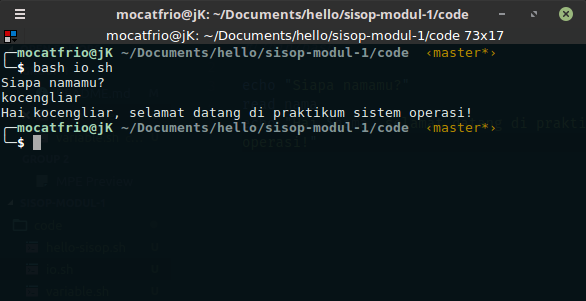 mocatfrio@jK: ~/Documents/hello/sisop-modul-1/code
mocatfrio@jK: ~/Documents/hello/sisop-modul-1/code 73x17
╭─mocatfrio@jK ~/Documents/hello/sisop-modul-1/code ‹master*›
╰─$ bash io.sh
Siapa namamu?
kocengliar
Hai kocengliar, selamat datang di praktikum sistem operasi!
╭─mocatfrio@jK ~/Documents/hello/sisop-modul-1/code ‹master*›
╰─$